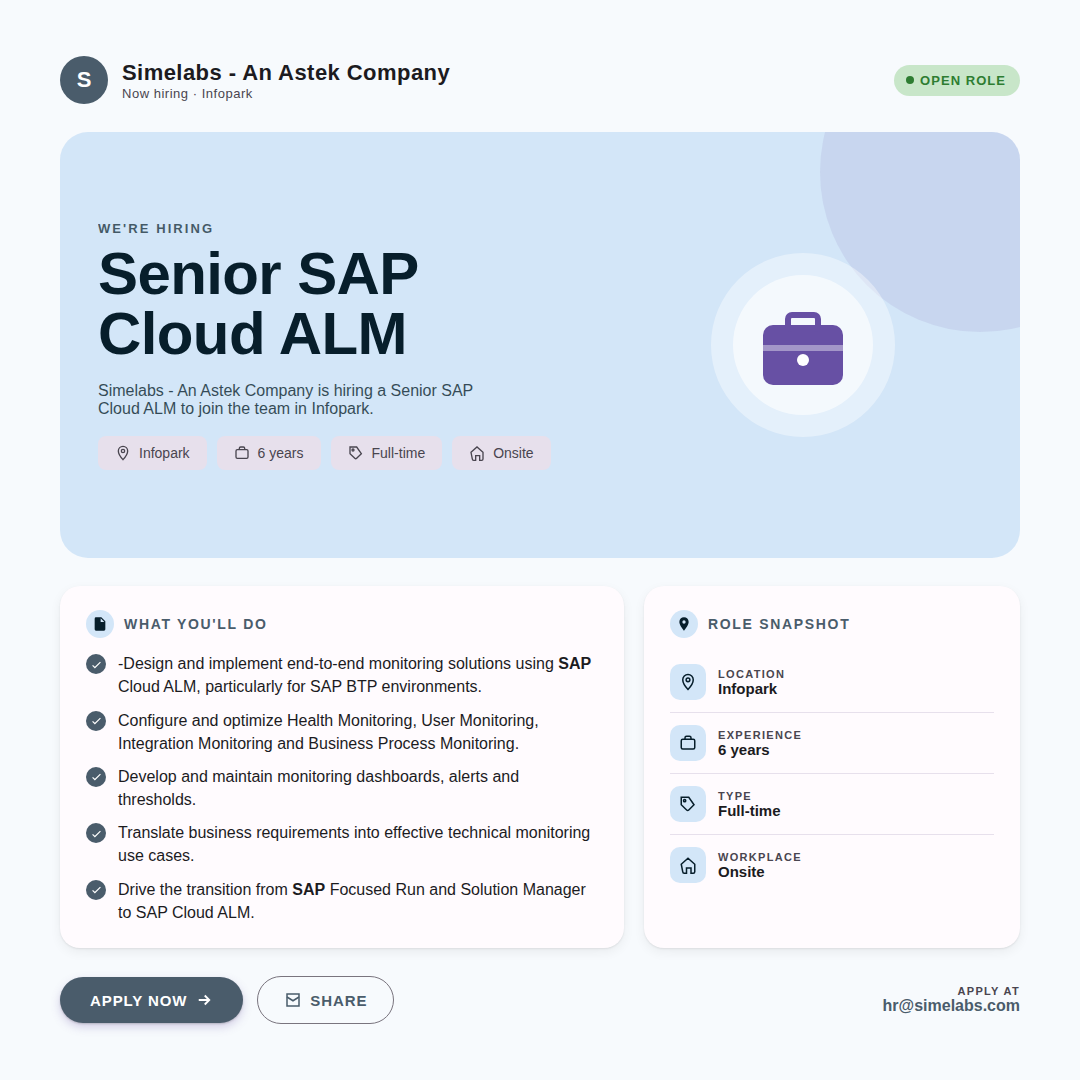 S
Simelabs - An Astek Company
Now hiring · Infopark
OPEN ROLE
WE'RE HIRING
Senior SAP
Cloud ALM
Simelabs - An Astek Company is hiring a Senior SAP
Cloud ALM to join the team in Infopark.
Infopark
6 years
Full-time
Onsite
WHAT YOU'LL DO
-Design and implement end-to-end monitoring solutions using SAP
Cloud ALM, particularly for SAP BTP environments.
Configure and optimize Health Monitoring, User Monitoring,
Integration Monitoring and Business Process Monitoring.
Develop and maintain monitoring dashboards, alerts and
thresholds.
Translate business requirements into effective technical monitoring
use cases.
Drive the transition from SAP Focused Run and Solution Manager
to SAP Cloud ALM.
ROLE SNAPSHOT
LOCATION
Infopark
EXPERIENCE
6 years
TYPE
Full-time
WORKPLACE
Onsite
APPLY NOW
SHARE
APPLY AT
hr@simelabs.com